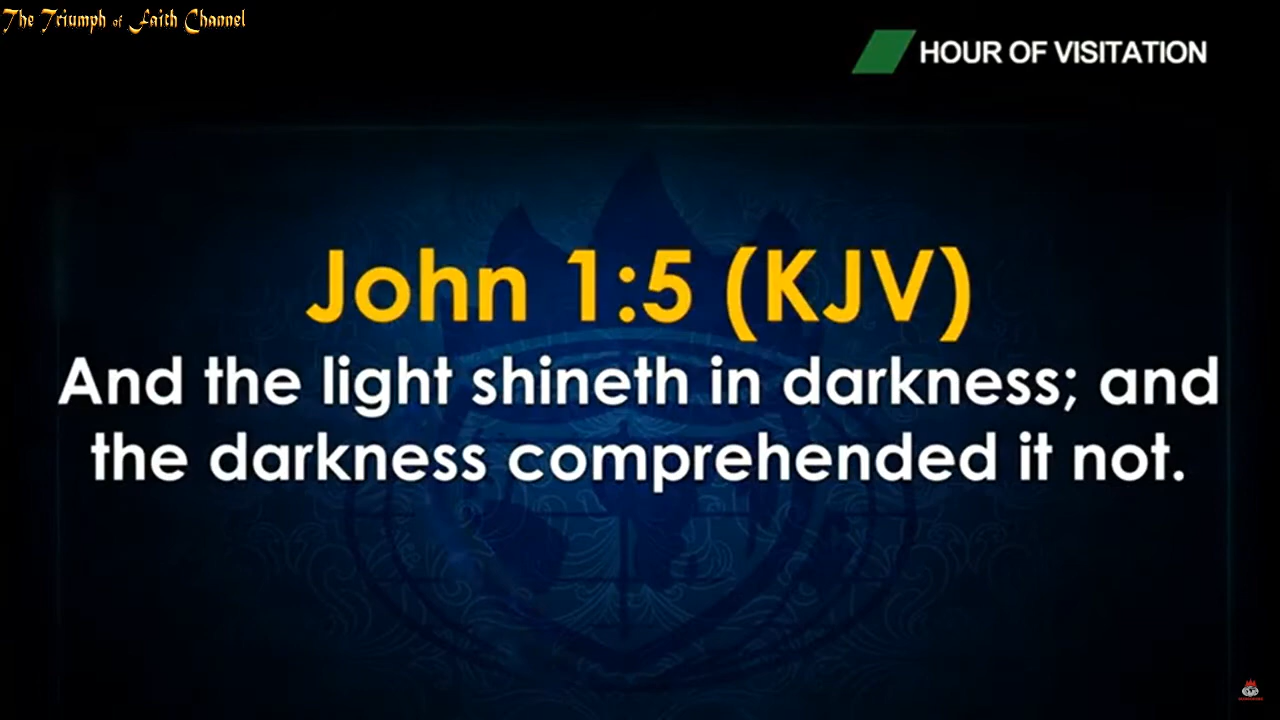 The Triumph of Faith Channel
HOUR OF VISITATION
John 1:5 (KJV)
And the light shineth in darkness; and
the darkness comprehended it not.